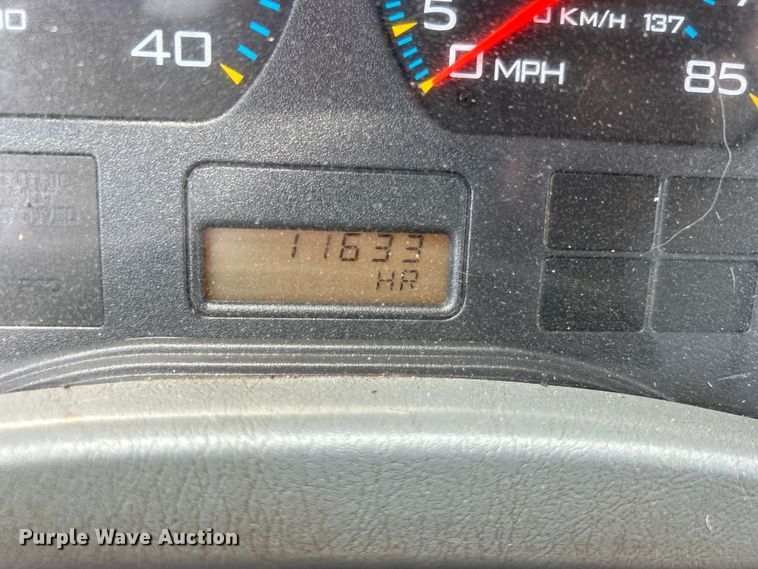 40
5
KM/H 137
0 MPH
85
11633
HR
Purple Wave Auction